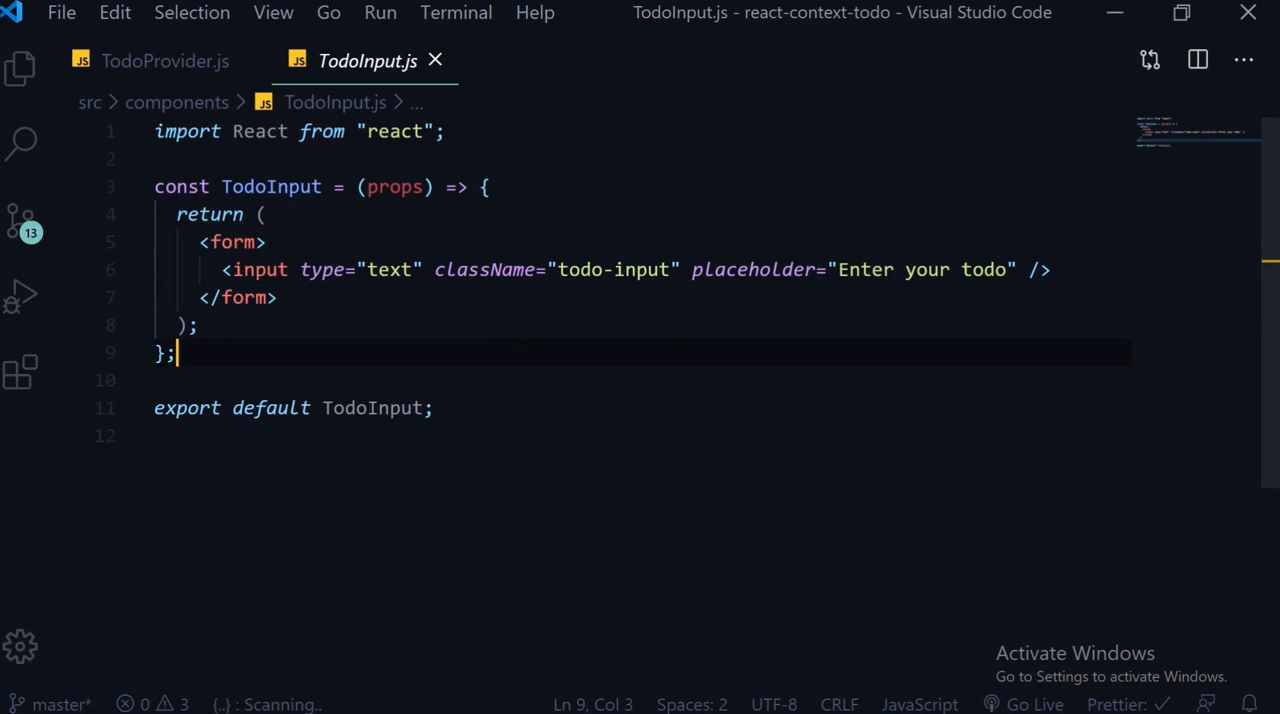 File Edit Selection View Go Run Terminal Help TodoInput.js - react-context-todo - Visual Studio Code
JS TodoProvider.js JS TodoInput.js
src > components > JS TodoInput.js > ...
1 import React from "react";
2
3 const TodoInput = (props) => {
4 return (
5 <form>
6 <input type="text" className="todo-input" placeholder="Enter your todo" />
7 </form>
8 );
9 };
10
11 export default TodoInput;
12
13
Activate Windows
Go to Settings to activate Windows.
master* 0 3 {..} : Scanning.. Ln 9, Col 3 Spaces: 2 UTF-8 CRLF JavaScript Go Live Prettier: ✓